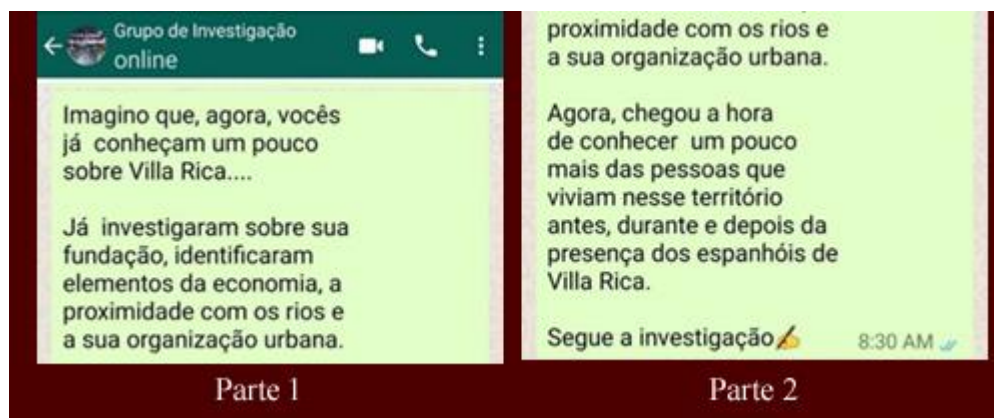 Grupo de Investigação
online
Imagino que, agora, vocês
já conheçam um pouco
sobre Villa Rica....
Já investigaram sobre sua
fundação, identificaram
elementos da economia, a
proximidade com os rios e
a sua organização urbana.
Parte 1
proximidade com os rios e
a sua organização urbana.
Agora, chegou a hora
de conhecer um pouco
mais das pessoas que
viviam nesse território
antes, durante e depois da
presença dos espanhóis de
Villa Rica.
Segue a investigação✍️ 8:30 AM
Parte 2